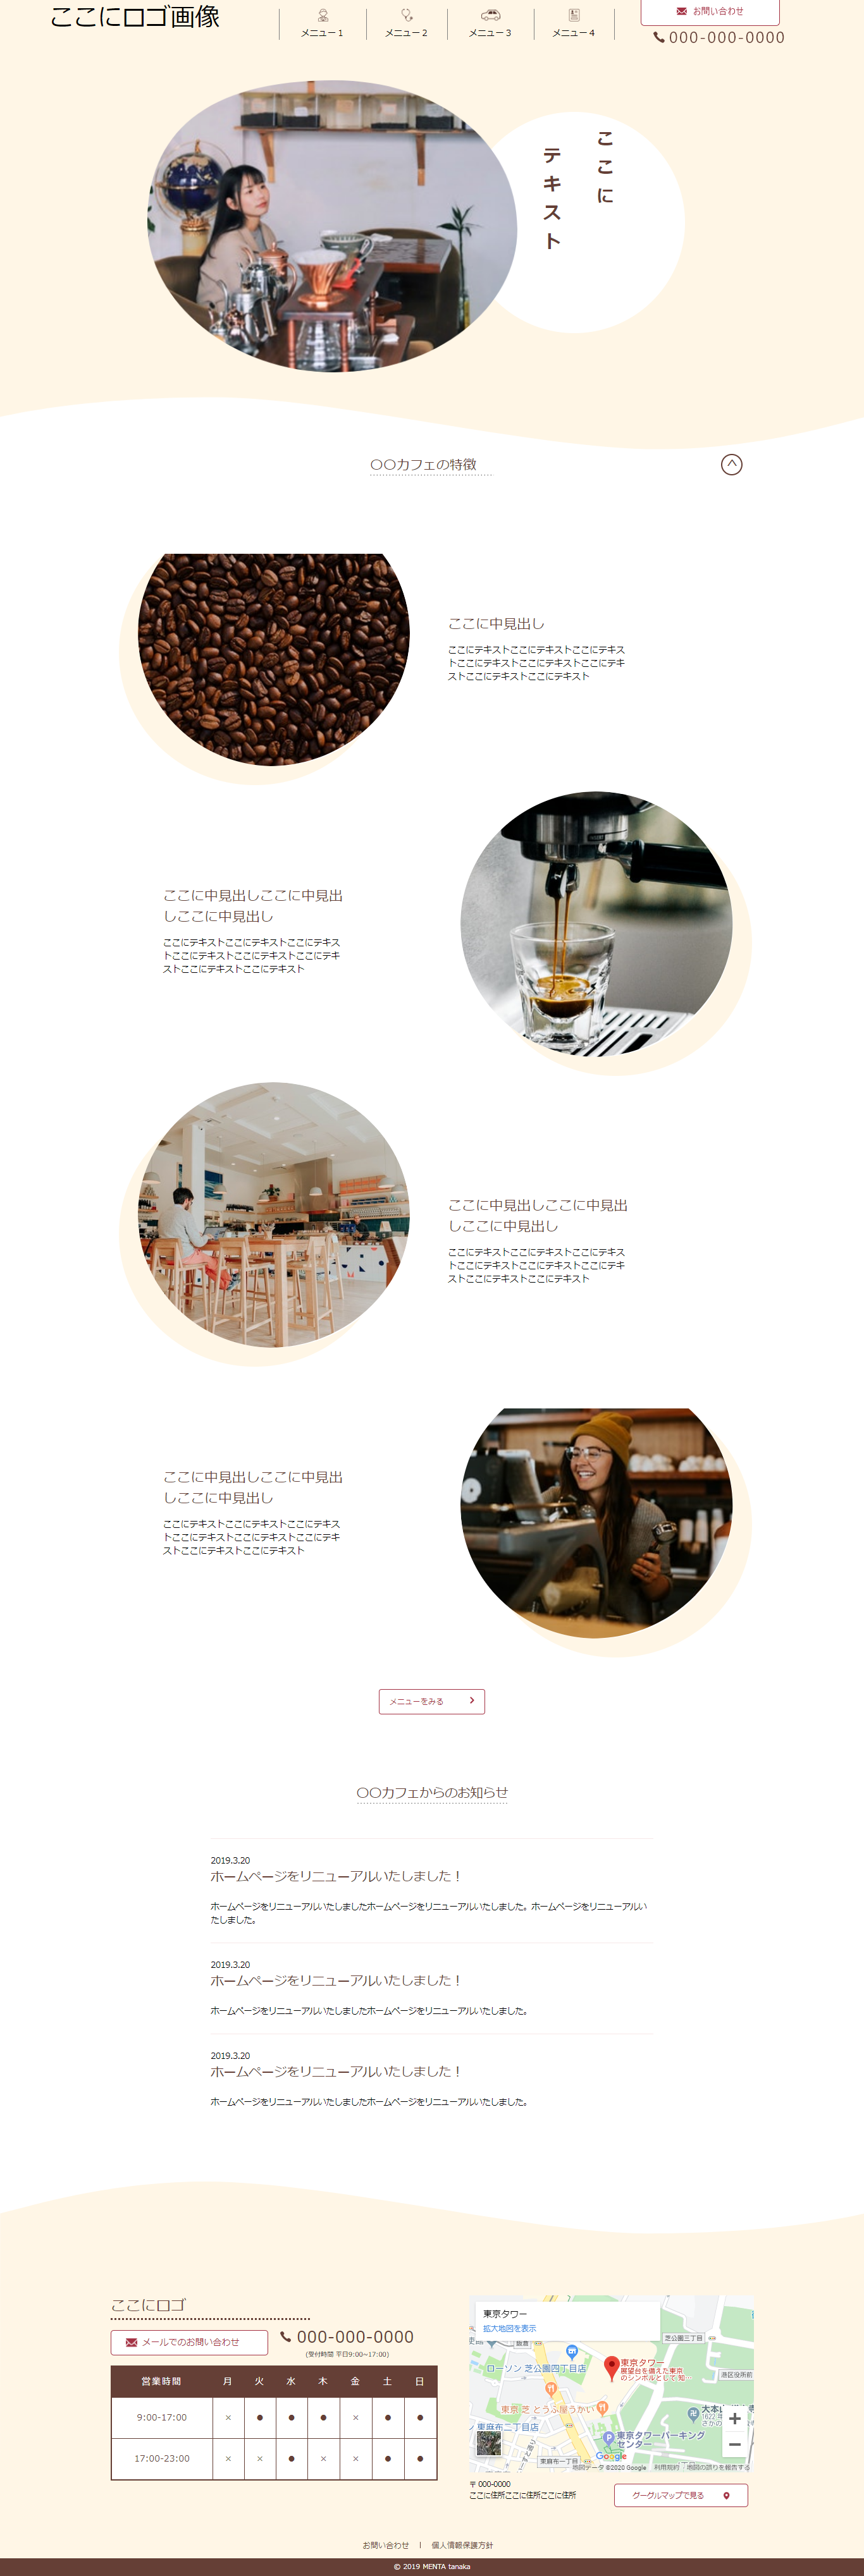 ここにロゴ画像
メニュー１
メニュー２
メニュー３
メニュー４
お問い合わせ
000-000-0000
ここに
テキスト
〇〇カフェの特徴
ここに中見出し
ここにテキストここにテキストここにテキス
トここにテキストここにテキストここにテキ
ストここにテキストここにテキスト
ここに中見出しここに中見出
しここに中見出し
ここにテキストここにテキストここにテキス
トここにテキストここにテキストここにテキ
ストここにテキストここにテキスト
ここに中見出しここに中見出
しここに中見出し
ここにテキストここにテキストここにテキス
トここにテキストここにテキストここにテキ
ストここにテキストここにテキスト
ここに中見出しここに中見出
しここに中見出し
ここにテキストここにテキストここにテキス
トここにテキストここにテキストここにテキ
ストここにテキストここにテキスト
メニューをみる
〇〇カフェからのお知らせ
2019.3.20
ホームページをリニューアルいたしました！
ホームページをリニューアルいたしましたホームページをリニューアルいたしました。ホームページをリニューアルい
たしました。
2019.3.20
ホームページをリニューアルいたしました！
ホームページをリニューアルいたしましたホームページをリニューアルいたしました。
2019.3.20
ホームページをリニューアルいたしました！
ホームページをリニューアルいたしましたホームページをリニューアルいたしました。
ここにロゴ
メールでのお問い合わせ
000-000-0000
(受付時間 平日9:00~17:00)
営業時間 月 火 水 木 金 土 日
9:00-17:00 × ● ● ● × ● ●
17:00-23:00 × × ● × × ● ●
東京タワー
拡大地図を表示
飯倉
芝公園三丁目
ローソン 芝公園四丁目店
東京タワー
展望台を備えた東京
のシンボルとして 知…
港区役所前
東京 芝 とうふ屋うかい
大本山
東麻布二丁目店
東京タワーパーキング
センター
東麻布一丁目
Google
地図データ ©2020 Google 利用規約 地図の誤りを報告する
〒 000-0000
ここに住所ここに住所ここに住所
グーグルマップで見る
お問い合わせ | 個人情報保護方針
© 2019 MENTA tanaka